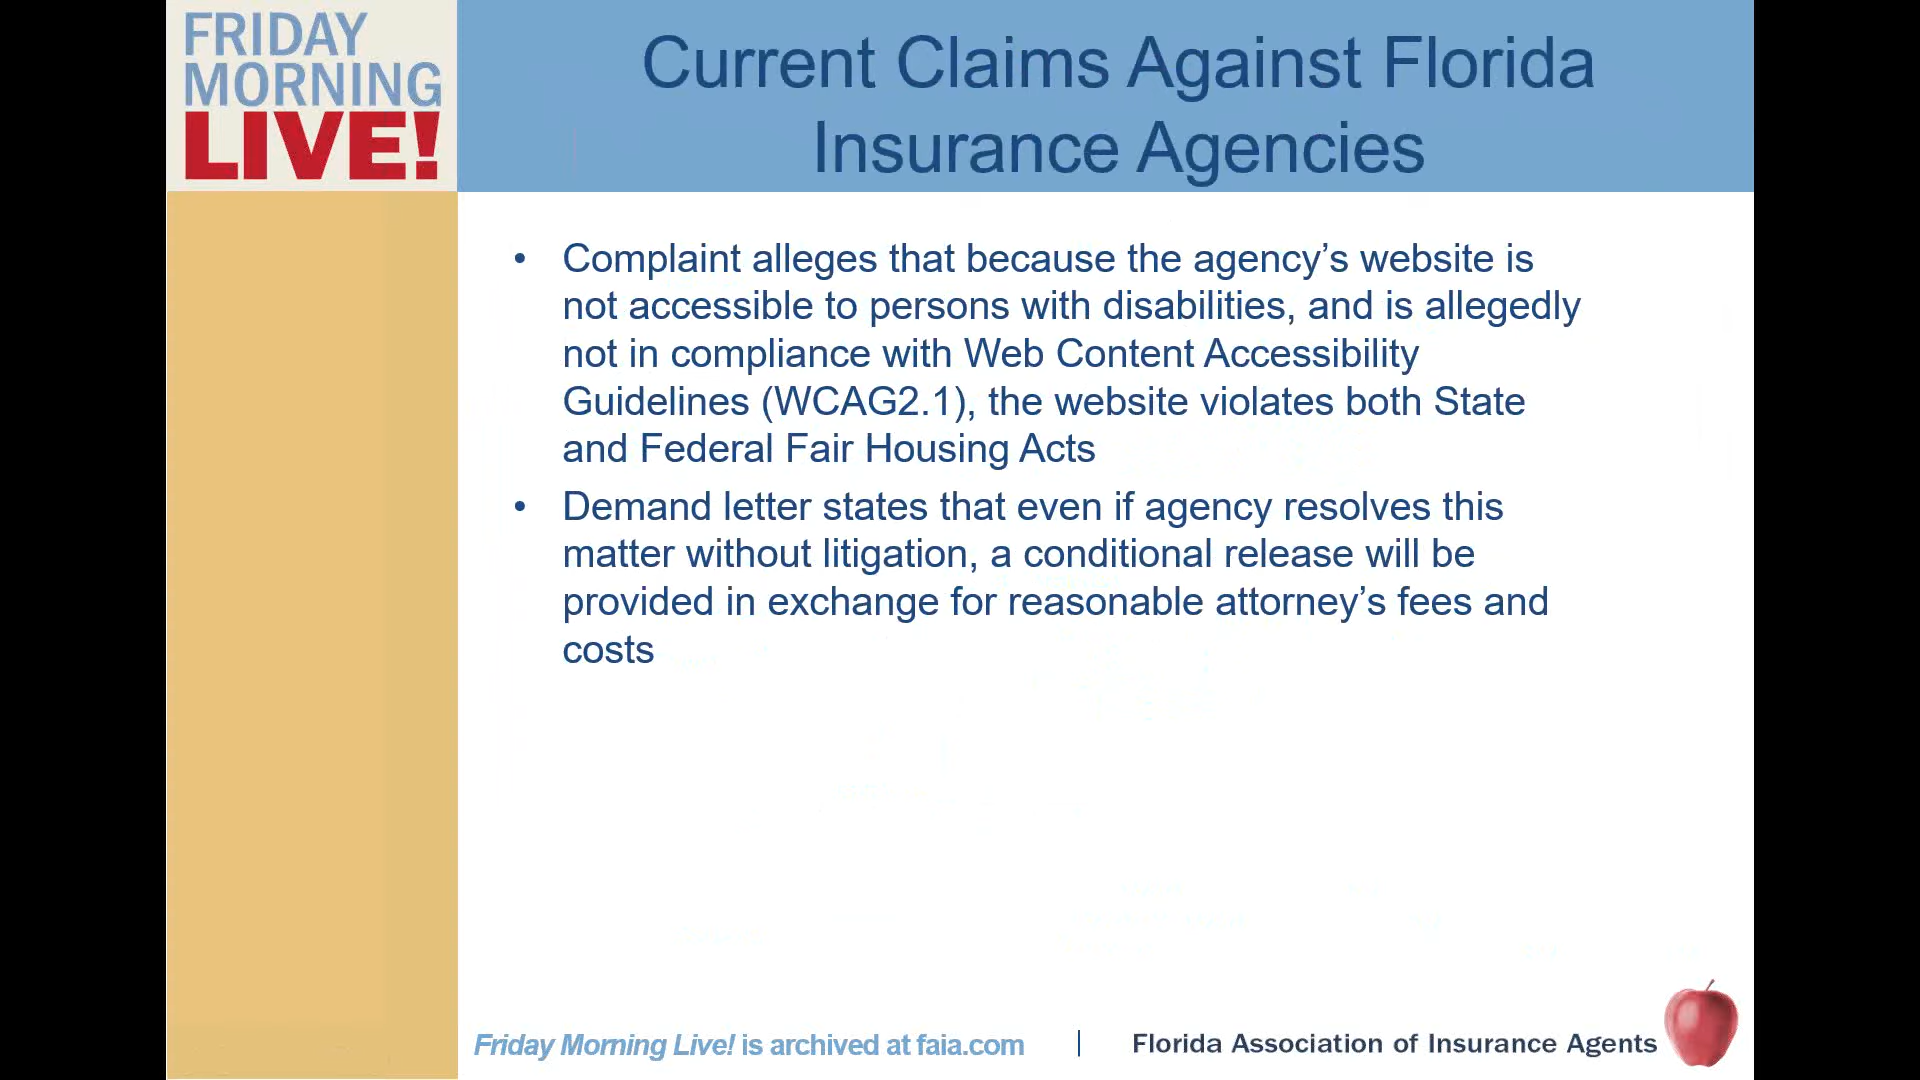 FRIDAY
MORNING
LIVE!
Current Claims Against Florida
Insurance Agencies
• Complaint alleges that because the agency’s website is
not accessible to persons with disabilities, and is allegedly
not in compliance with Web Content Accessibility
Guidelines (WCAG2.1), the website violates both State
and Federal Fair Housing Acts
• Demand letter states that even if agency resolves this
matter without litigation, a conditional release will be
provided in exchange for reasonable attorney’s fees and
costs
Friday Morning Live! is archived at faia.com | Florida Association of Insurance Agents